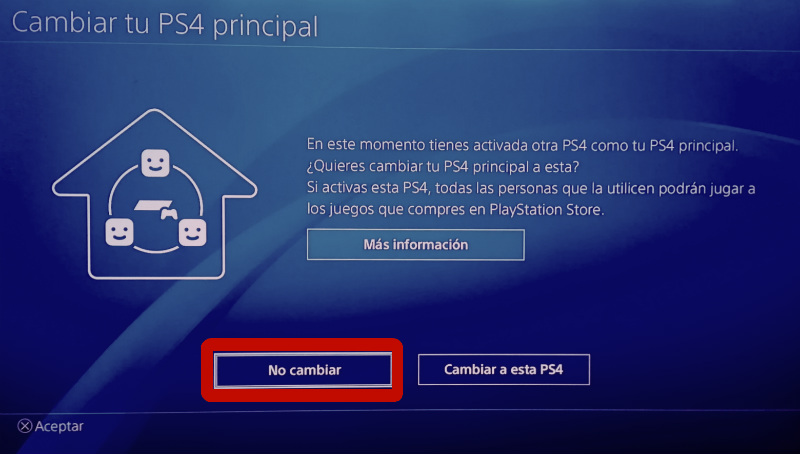 Cambiar tu PS4 principal
En este momento tienes activada otra PS4 como tu PS4 principal.
¿Quieres cambiar tu PS4 principal a esta?
Si activas esta PS4, todas las personas que la utilicen podrán jugar a
los juegos que compres en PlayStation Store.
Más información
No cambiar
Cambiar a esta PS4
Aceptar